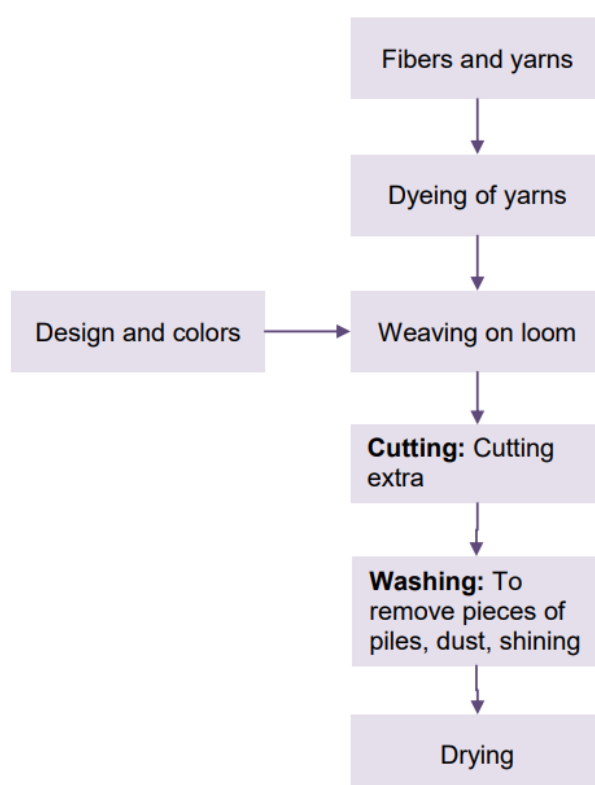 Fibers and yarns
Dyeing of yarns
Design and colors
Weaving on loom
Cutting: Cutting
extra
Washing: To
remove pieces of
piles, dust, shining
Drying